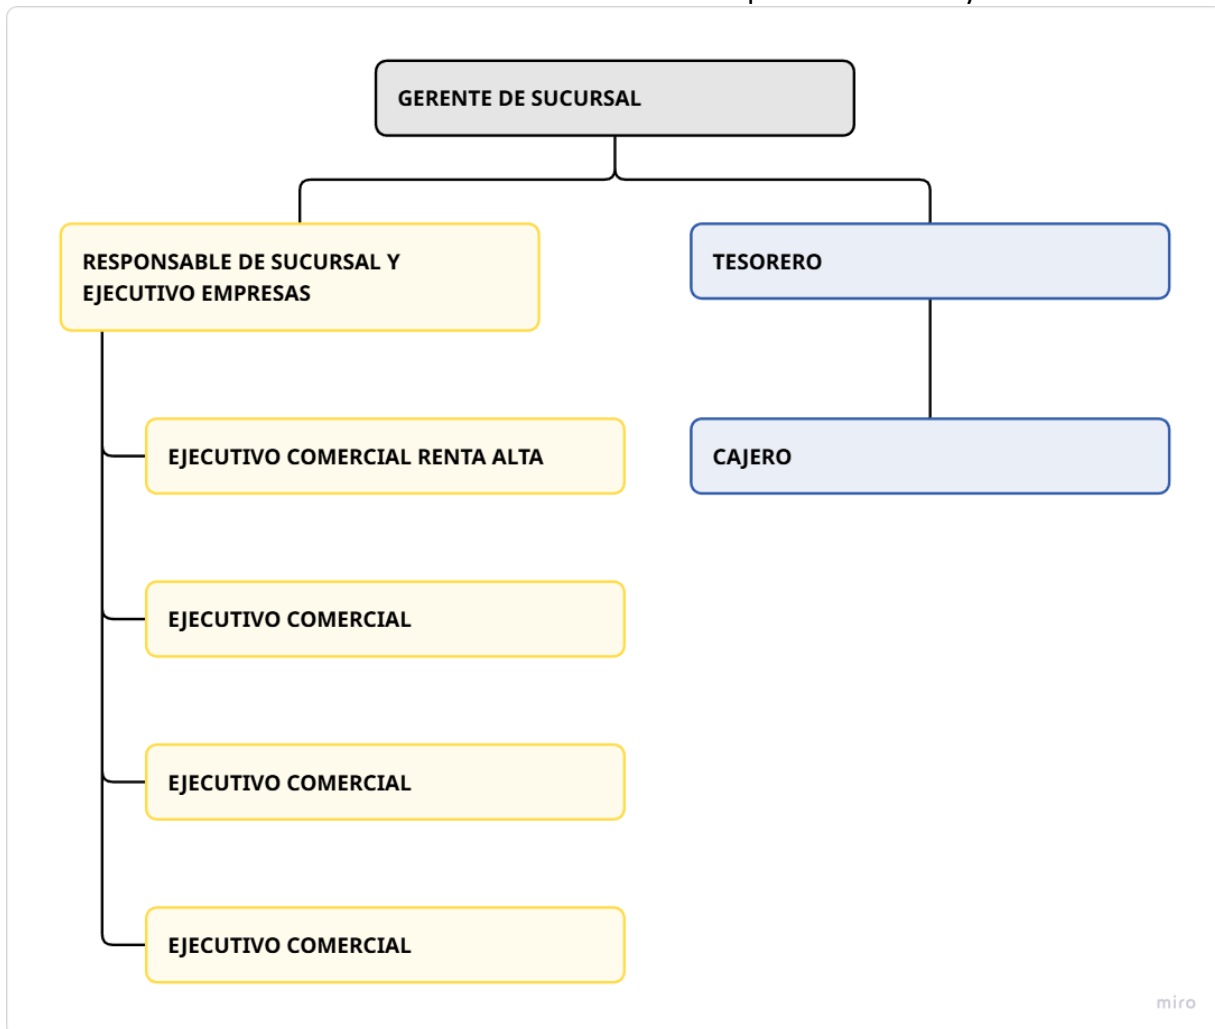 GERENTE DE SUCURSAL
RESPONSABLE DE SUCURSAL Y
EJECUTIVO EMPRESAS
TESORERO
EJECUTIVO COMERCIAL RENTA ALTA
CAJERO
EJECUTIVO COMERCIAL
EJECUTIVO COMERCIAL
EJECUTIVO COMERCIAL
miro